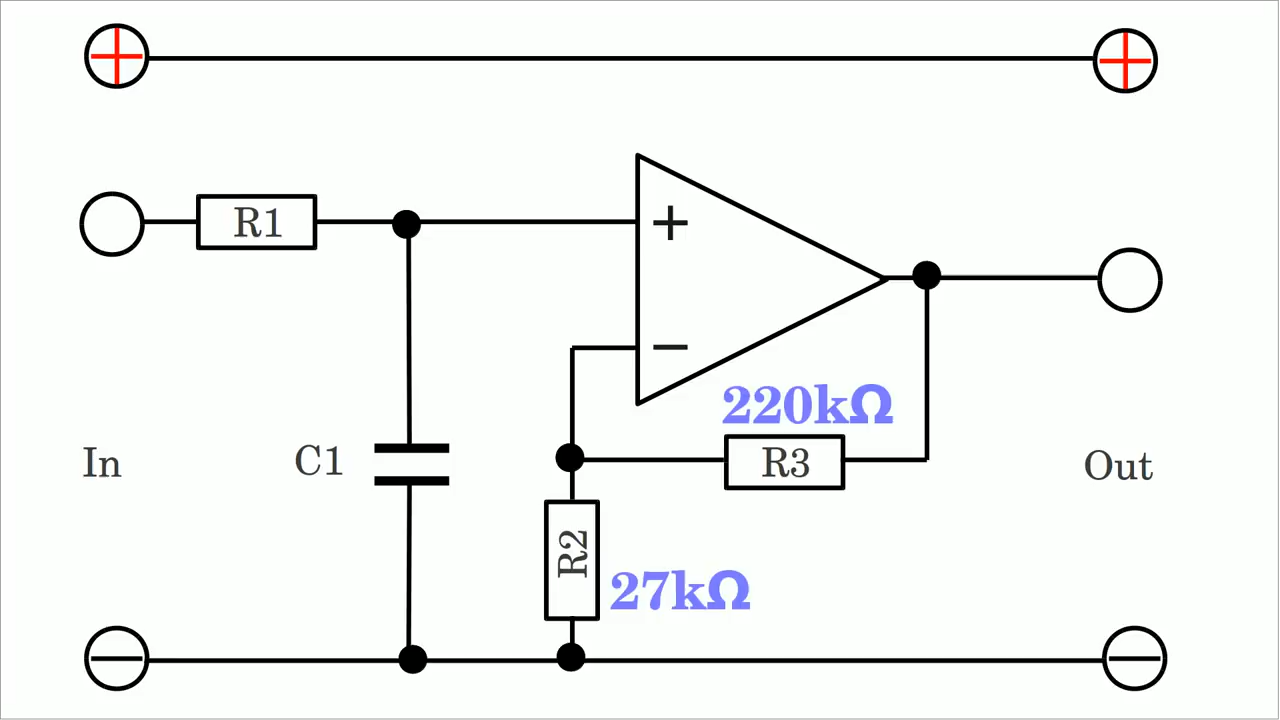 R1
+
−
220kΩ
In
C1
R3
Out
R2
27kΩ